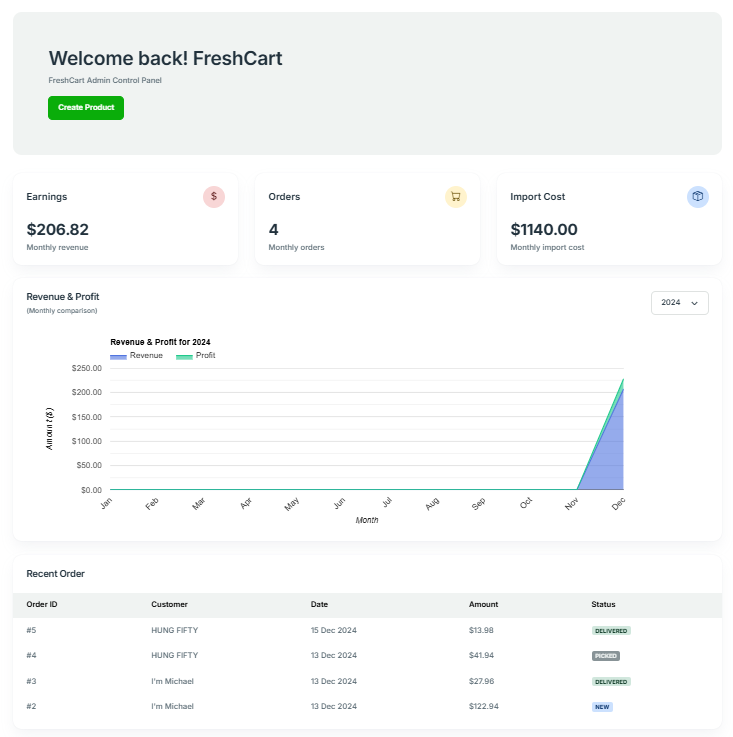 Welcome back! FreshCart
FreshCart Admin Control Panel
Create Product
Earnings
$
$206.82
Monthly revenue
Orders
4
Monthly orders
Import Cost
$1140.00
Monthly import cost
Revenue & Profit
(Monthly comparison)
2024
Revenue & Profit for 2024
Revenue Profit
$250.00
$200.00
$150.00
$100.00
$50.00
$0.00
Amount ($)
Jan Feb Mar Apr May Jun Jul Aug Sep Oct Nov Dec
Month
Recent Order
Order ID Customer Date Amount Status
#5 HUNG FIFTY 15 Dec 2024 $13.98 DELIVERED
#4 HUNG FIFTY 13 Dec 2024 $41.94 PICKED
#3 I'm Michael 13 Dec 2024 $27.96 DELIVERED
#2 I'm Michael 13 Dec 2024 $122.94 NEW